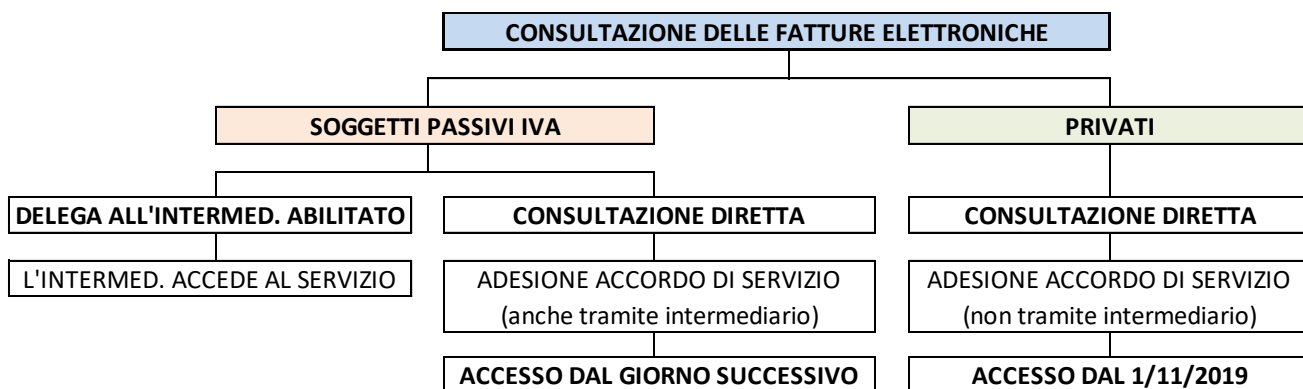 CONSULTAZIONE DELLE FATTURE ELETTRONICHE
SOGGETTI PASSIVI IVA
PRIVATI
DELEGA ALL'INTERMED. ABILITATO
CONSULTAZIONE DIRETTA
CONSULTAZIONE DIRETTA
L'INTERMED. ACCEDE AL SERVIZIO
ADESIONE ACCORDO DI SERVIZIO
(anche tramite intermediario)
ADESIONE ACCORDO DI SERVIZIO
(non tramite intermediario)
ACCESSO DAL GIORNO SUCCESSIVO
ACCESSO DAL 1/11/2019